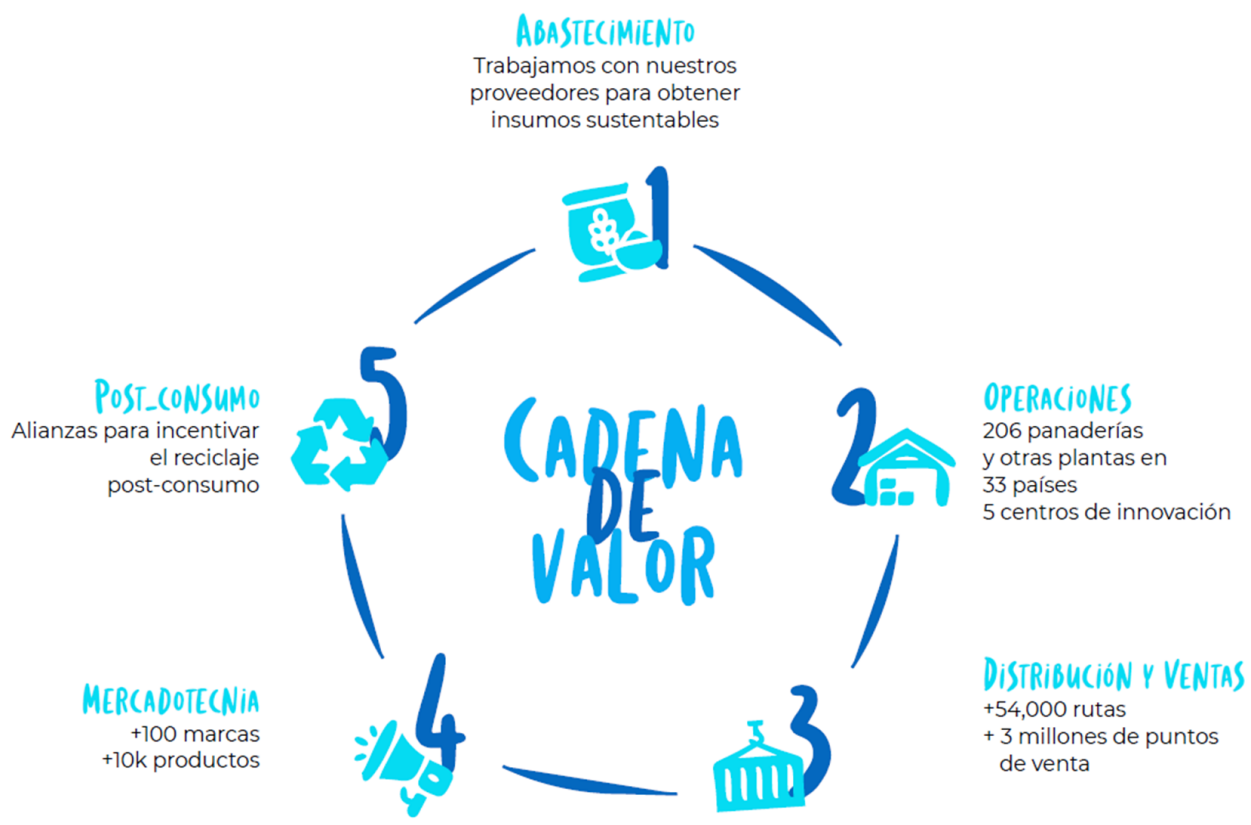 Abastecimiento
Trabajamos con nuestros
proveedores para obtener
insumos sustentables
1
2
Operaciones
206 panaderías
y otras plantas en
33 países
5 centros de innovación
3
Distribución y Ventas
+54,000 rutas
+ 3 millones de puntos
de venta
4
Mercadotecnia
+100 marcas
+10k productos
5
Post_consumo
Alianzas para incentivar
el reciclaje
post-consumo
Cadena
de
valor